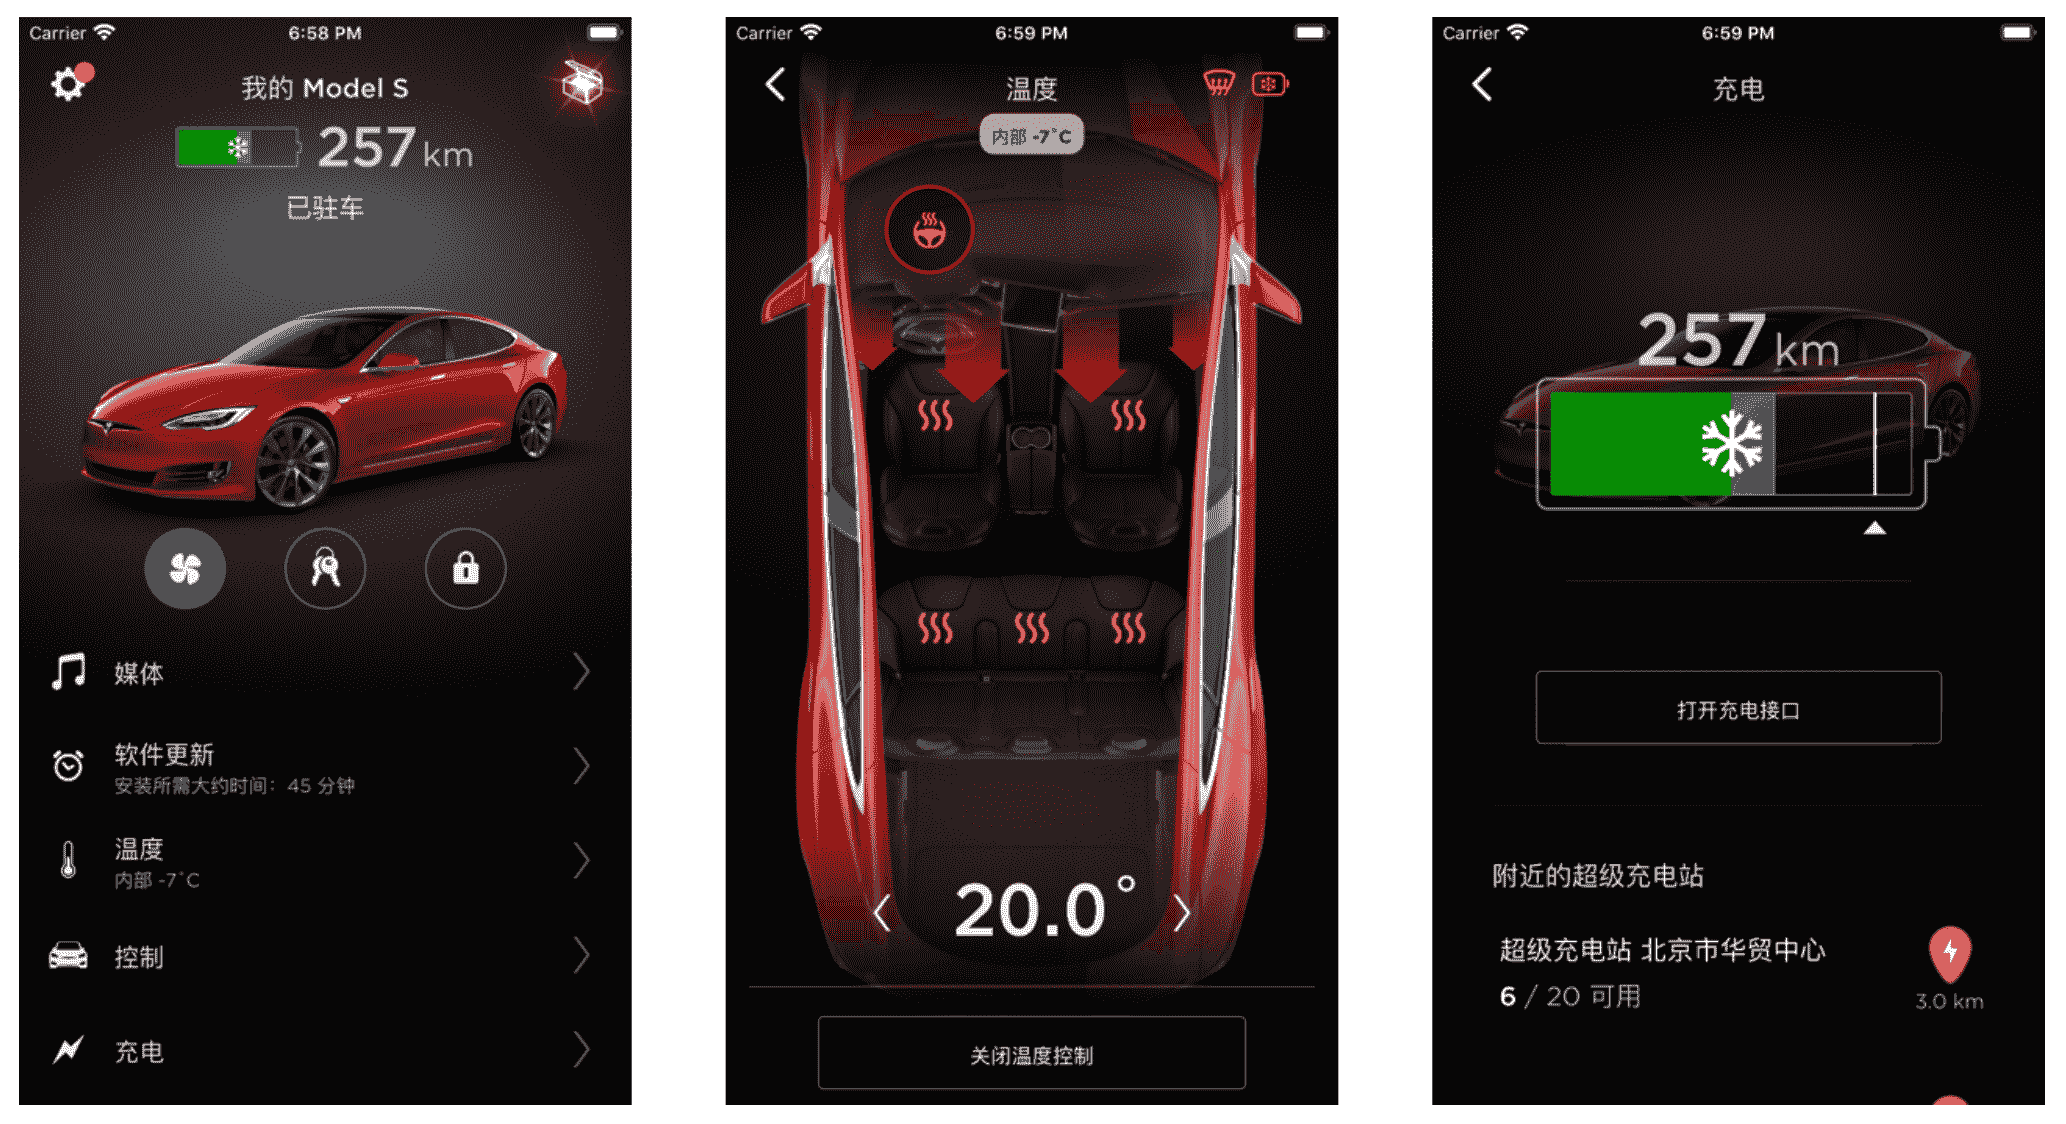 Carrier 6:58 PM
我的 Model S
257 km
已驻车
媒体
软件更新
安装所需大约时间：45 分钟
温度
内部 -7°C
控制
充电
Carrier 6:59 PM
温度
内部 -7°C
20.0°
关闭温度控制
Carrier 6:59 PM
充电
257 km
打开充电接口
附近的超级充电站
超级充电站 北京市华贸中心
6 / 20 可用
3.0 km